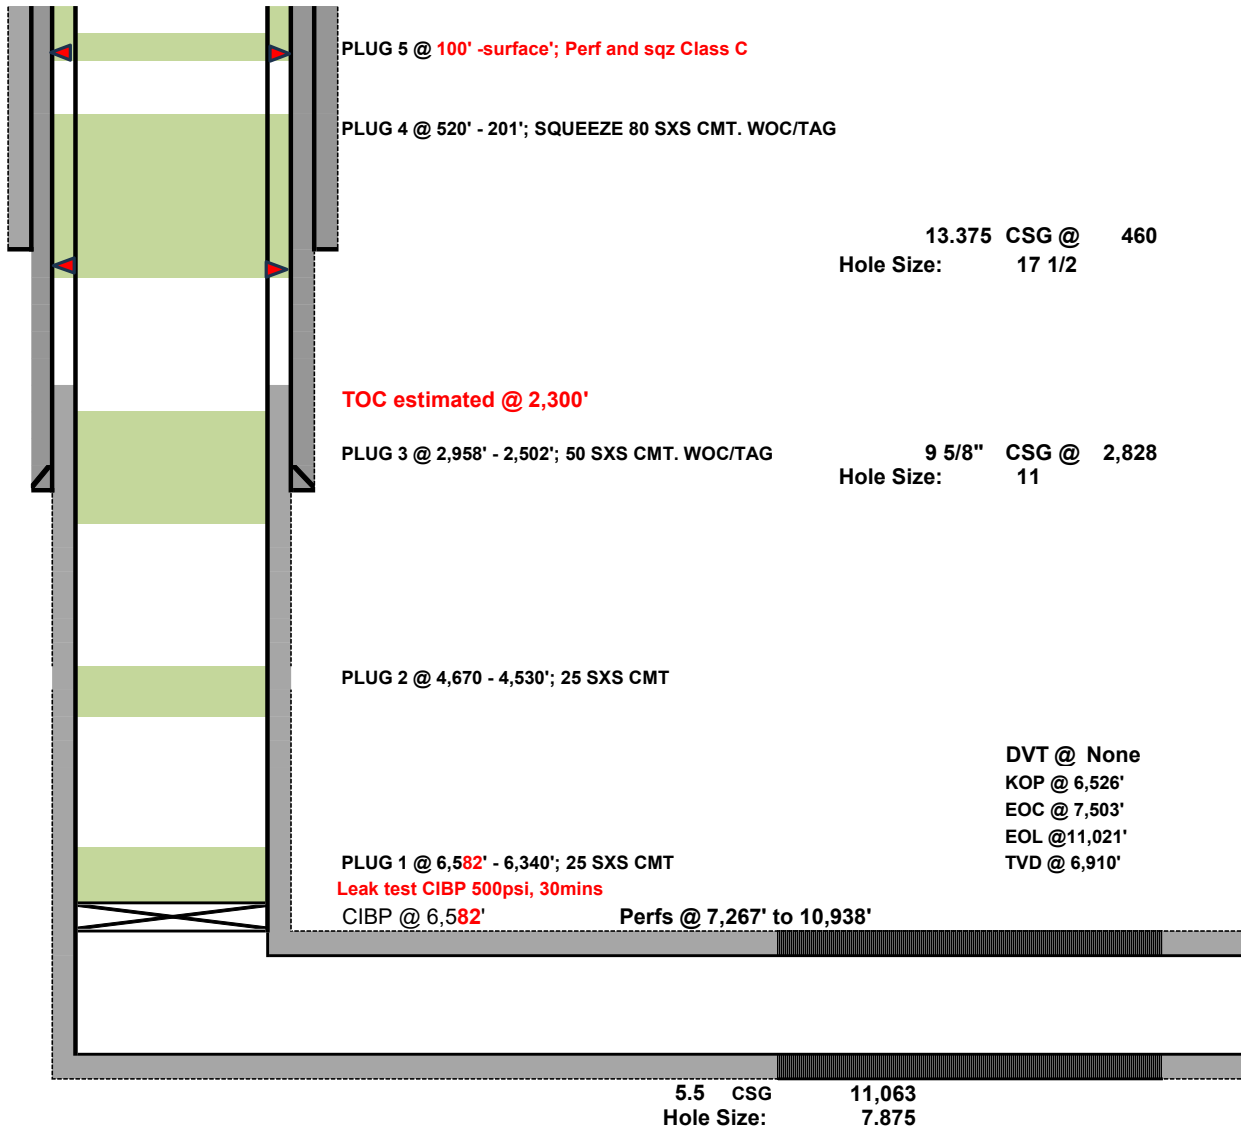 PLUG 5 @ 100' -surface'; Perf and sqz Class C
PLUG 4 @ 520' - 201'; SQUEEZE 80 SXS CMT. WOC/TAG
13.375 CSG @ 460
Hole Size: 17 1/2
TOC estimated @ 2,300'
PLUG 3 @ 2,958' - 2,502'; 50 SXS CMT. WOC/TAG
9 5/8" CSG @ 2,828
Hole Size: 11
PLUG 2 @ 4,670 - 4,530'; 25 SXS CMT
DVT @ None
KOP @ 6,526'
EOC @ 7,503'
EOL @11,021'
TVD @ 6,910'
PLUG 1 @ 6,582' - 6,340'; 25 SXS CMT
Leak test CIBP 500psi, 30mins
CIBP @ 6,582'
Perfs @ 7,267' to 10,938'
5.5 CSG 11,063
Hole Size: 7.875